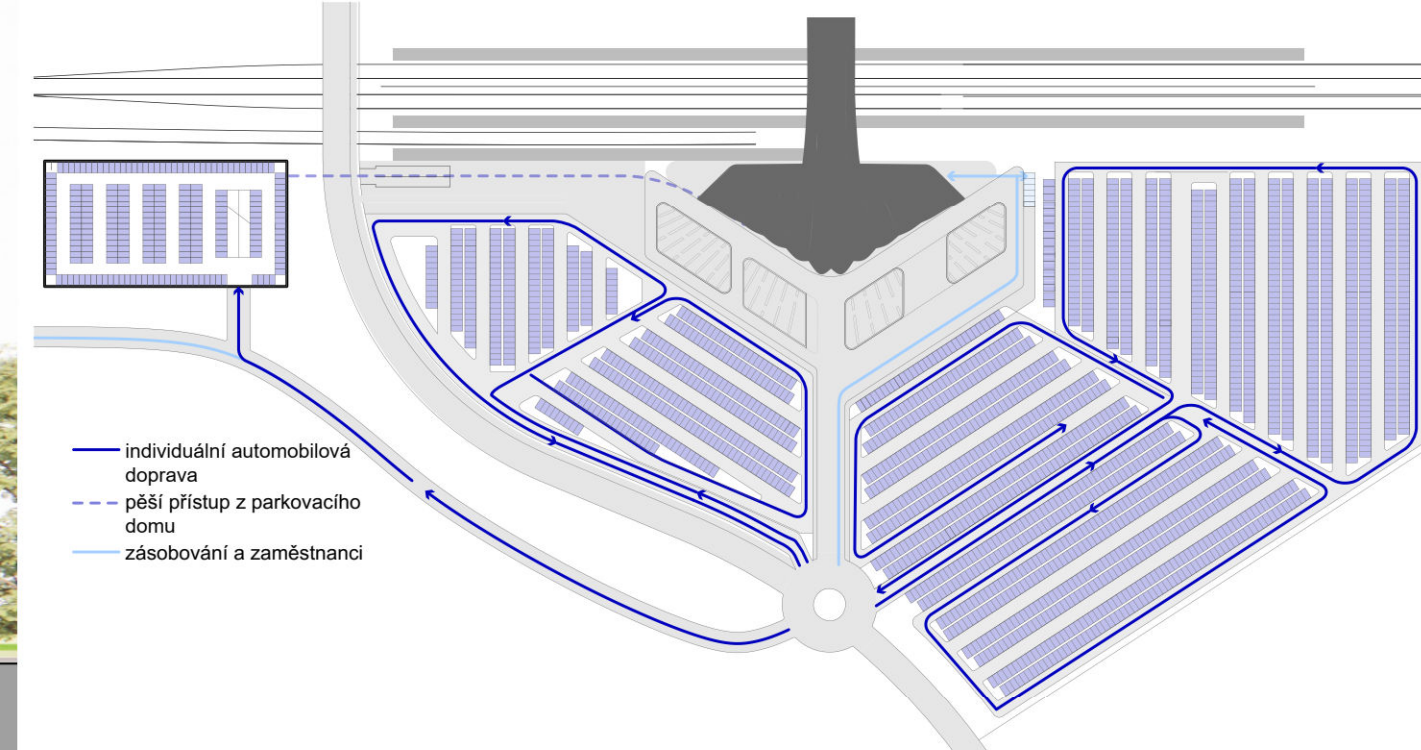 individuální automobilová
doprava
pěší přístup z parkovacího
domu
zásobování a zaměstnanci